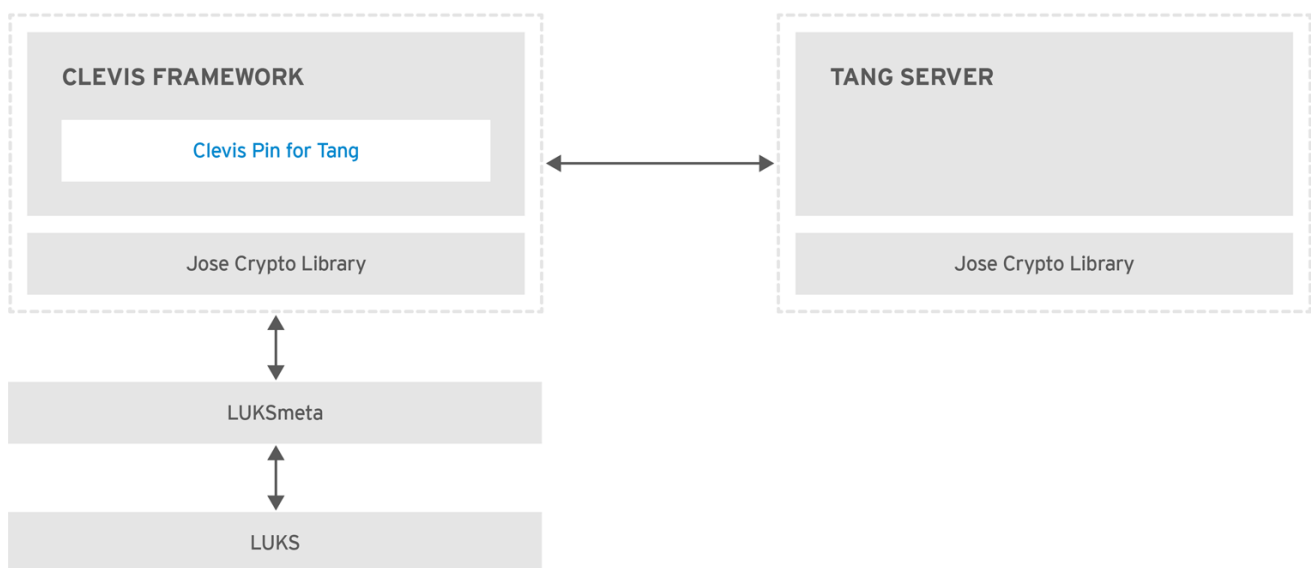 CLEVIS FRAMEWORK
Clevis Pin for Tang
Jose Crypto Library
TANG SERVER
Jose Crypto Library
LUKSmeta
LUKS